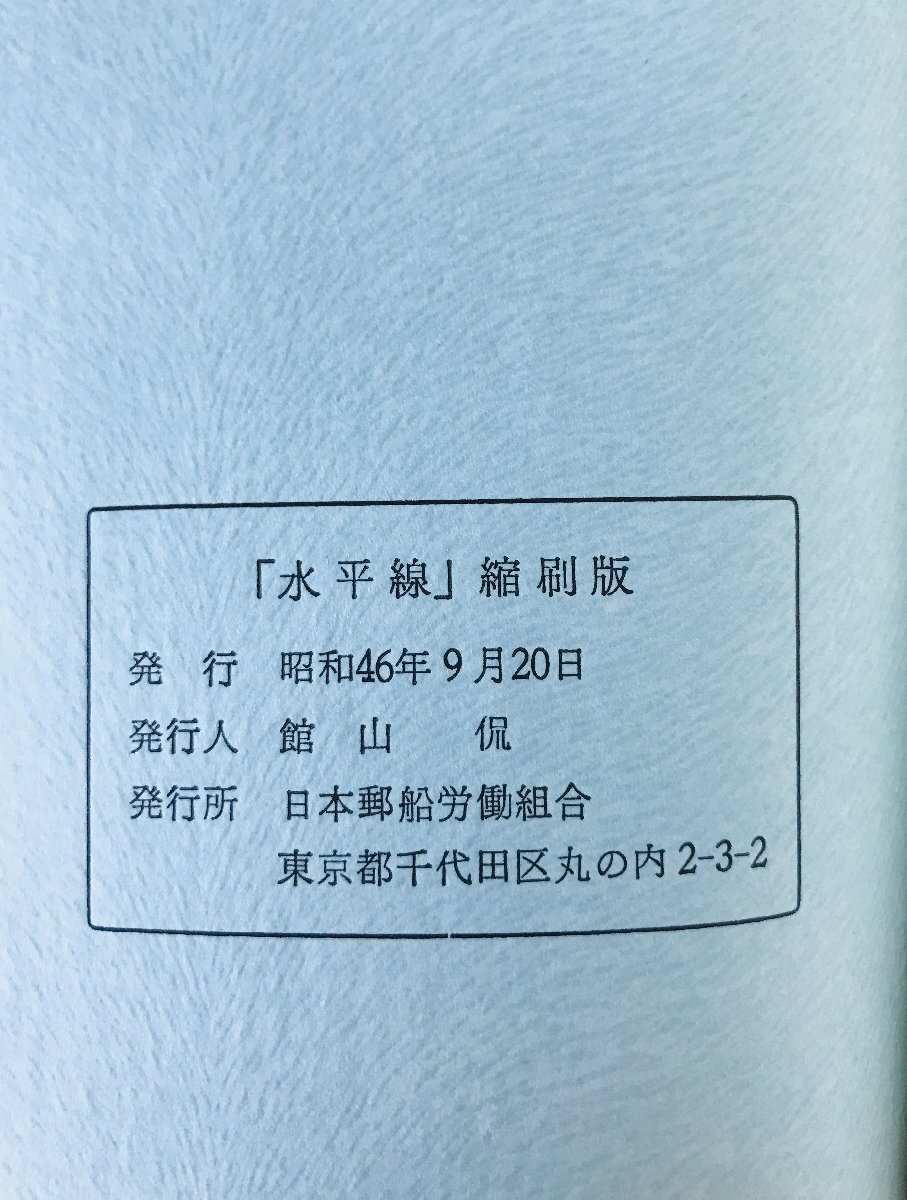 「水平線」縮刷版
発行 昭和46年9月20日
発行人 館山 侃
発行所 日本郵船労働組合
東京都千代田区丸の内2-3-2